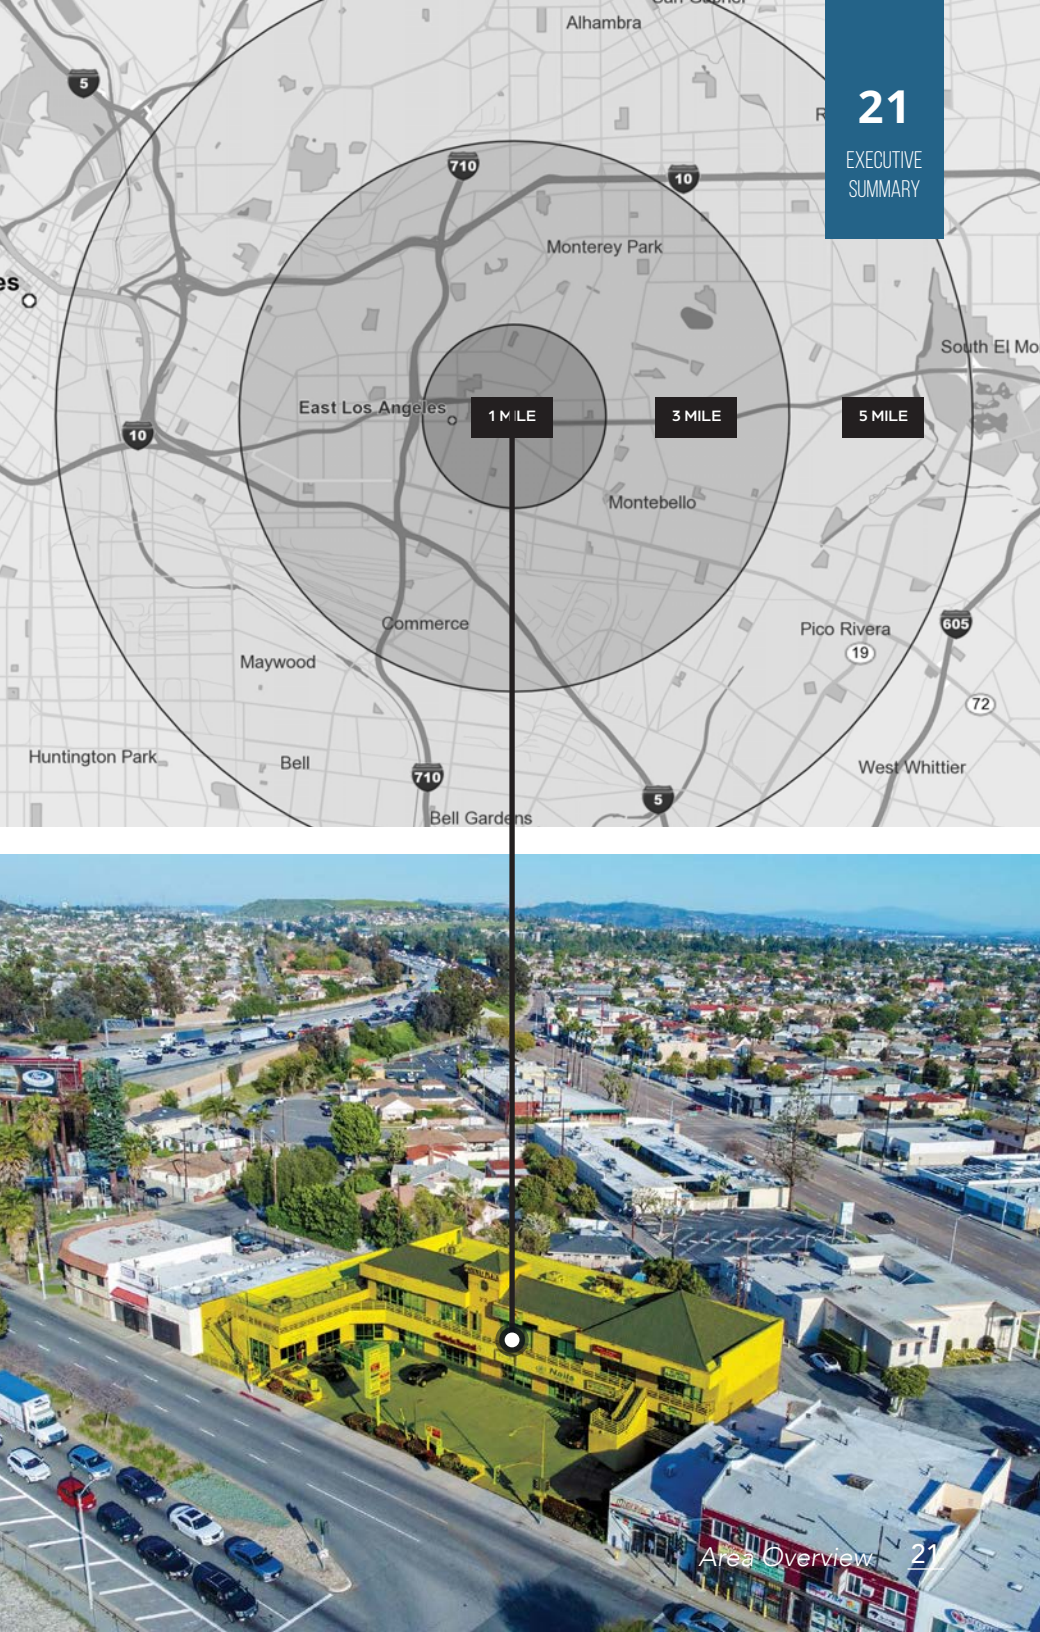 Alhambra
5
21
EXECUTIVE
SUMMARY
710
10
Monterey Park
South El Mo
East Los Angeles
1 MILE
3 MILE
5 MILE
10
Montebello
Commerce
Pico Rivera
605
19
Maywood
72
Huntington Park
Bell
710
West Whittier
5
Bell Gardens
Ford
Nails
Area Overview
21